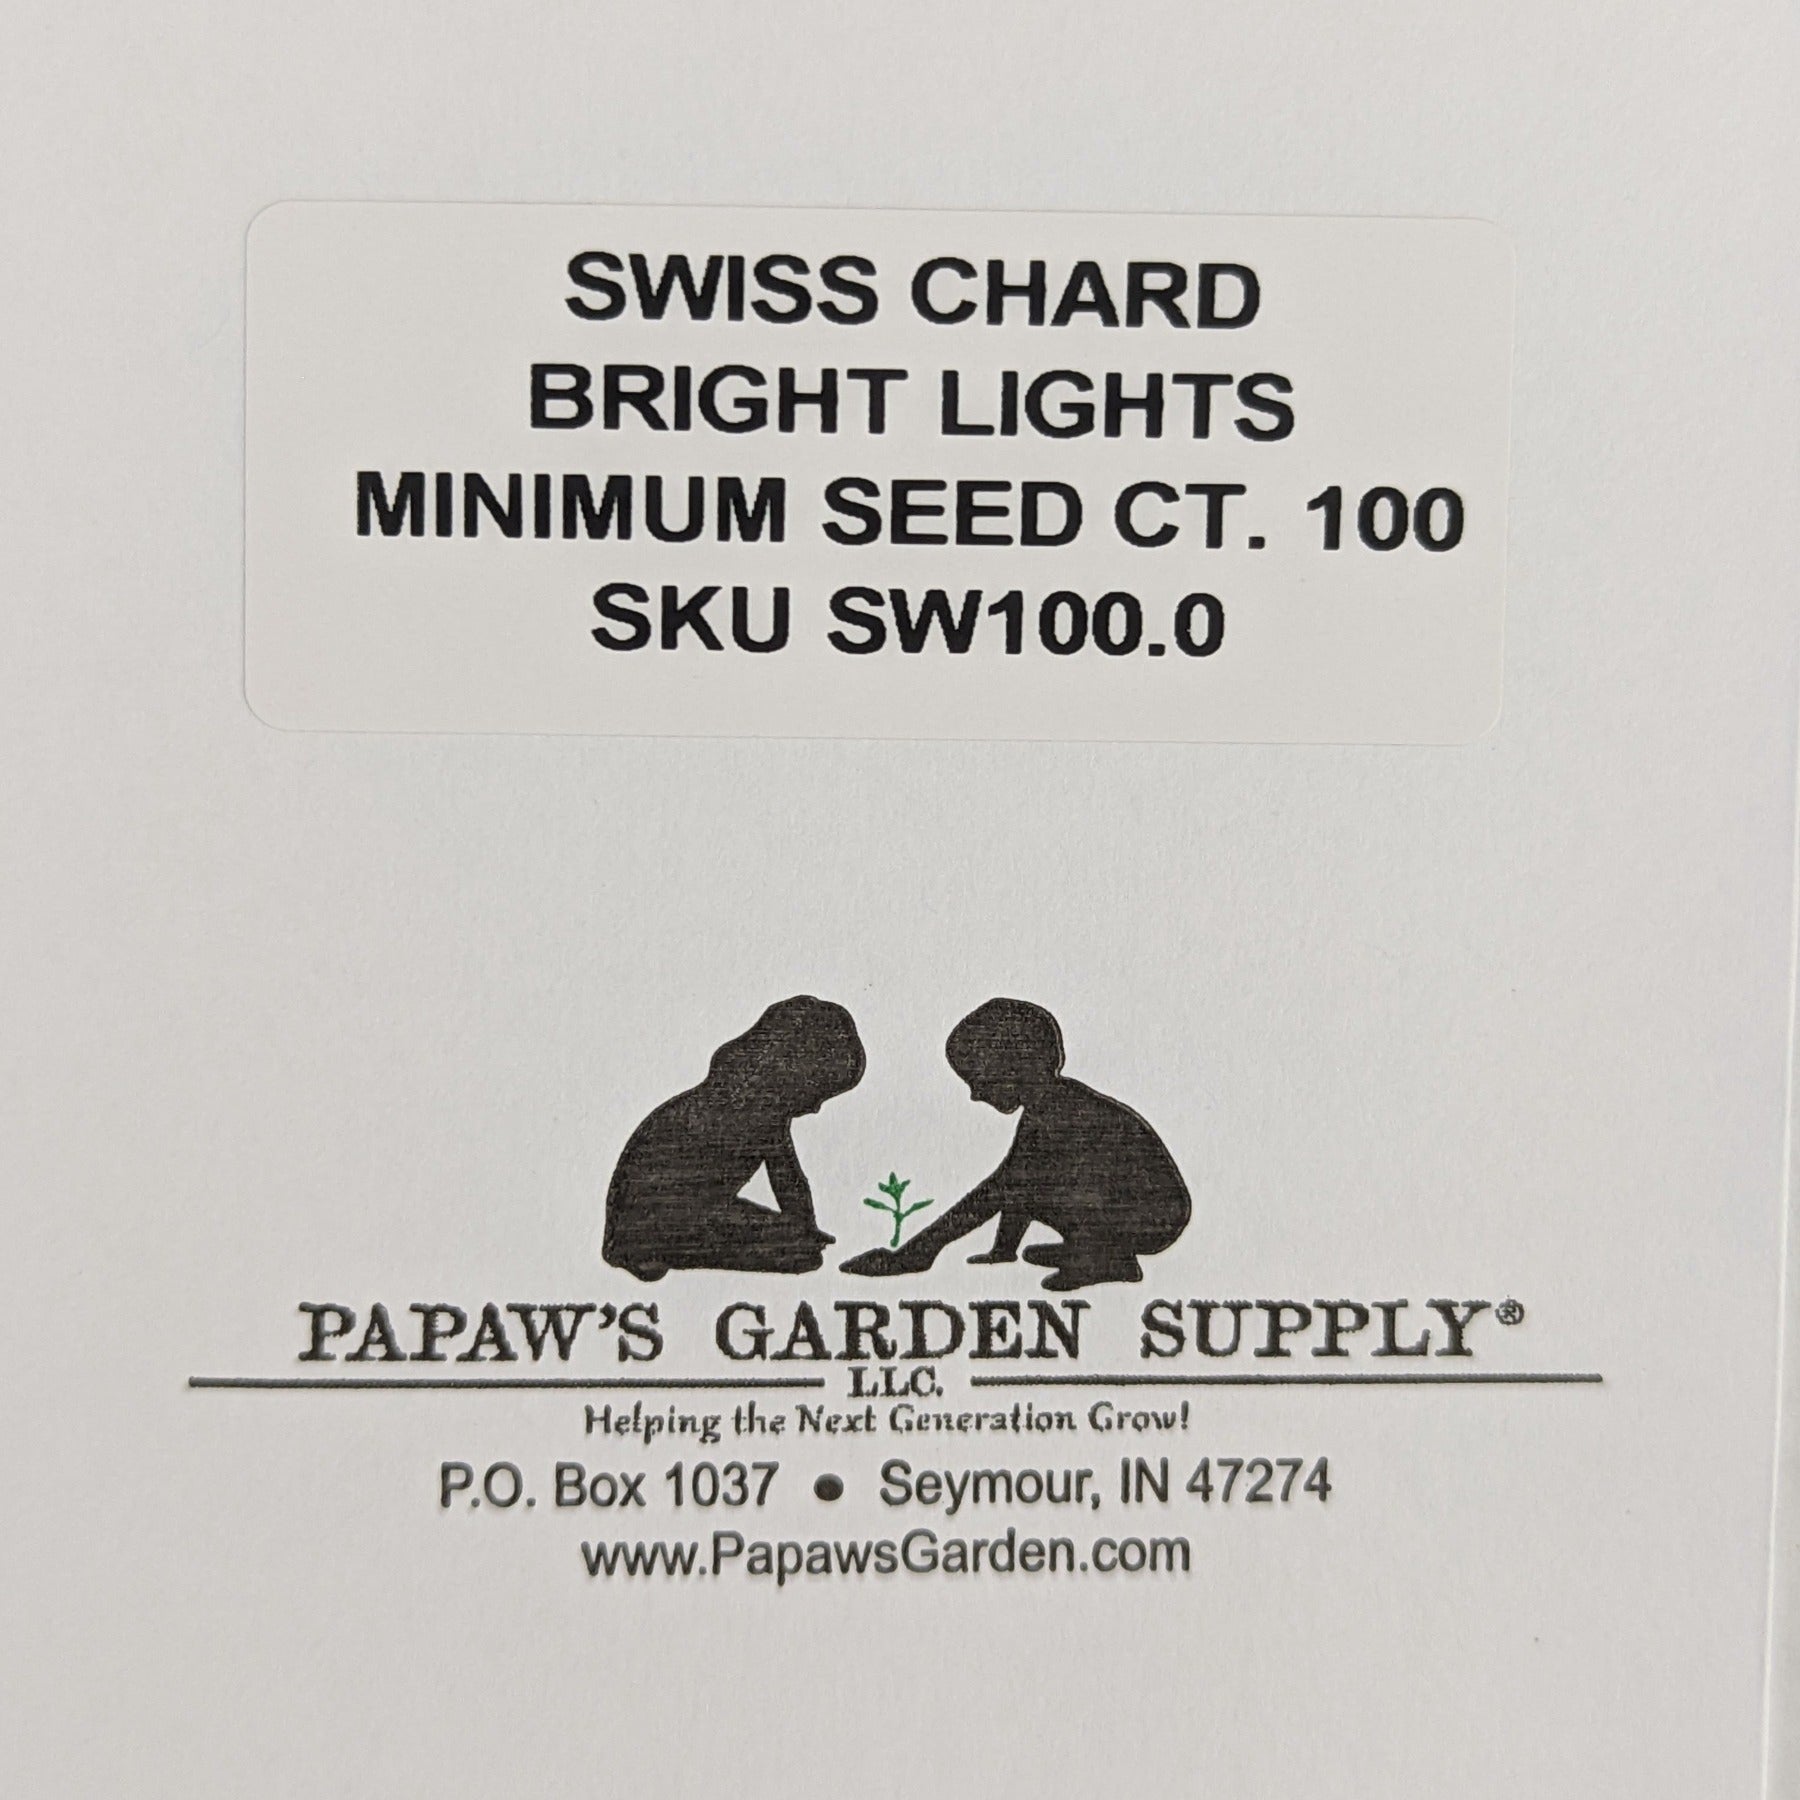 SWISS CHARD
BRIGHT LIGHTS
MINIMUM SEED CT. 100
SKU SW100.0
PAPAW'S GARDEN SUPPLY®
LLC.
Helping the Next Generation Grow!
P.O. Box 1037 • Seymour, IN 47274
www.PapawsGarden.com